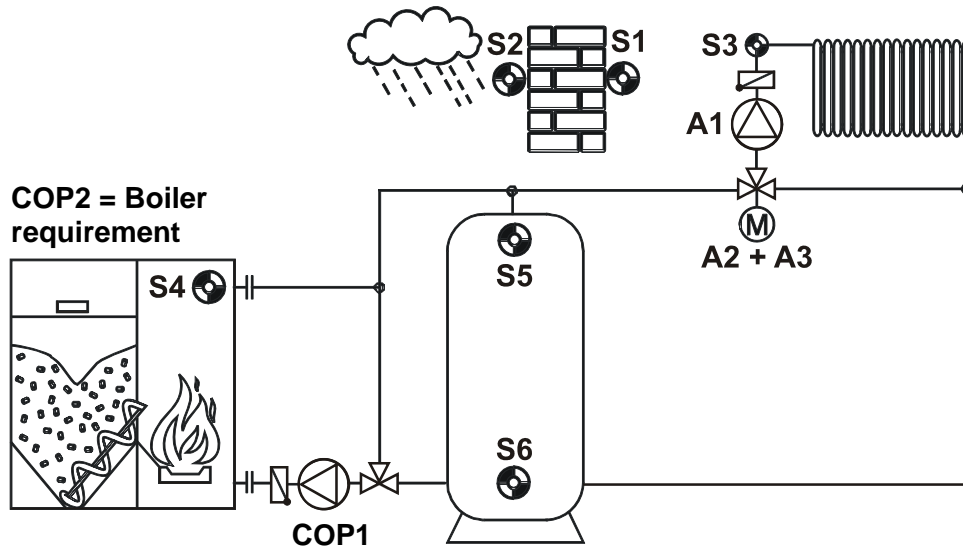 S2
S1
S3
A1
COP2 = Boiler
requirement
M
A2 + A3
S4
S5
S6
COP1